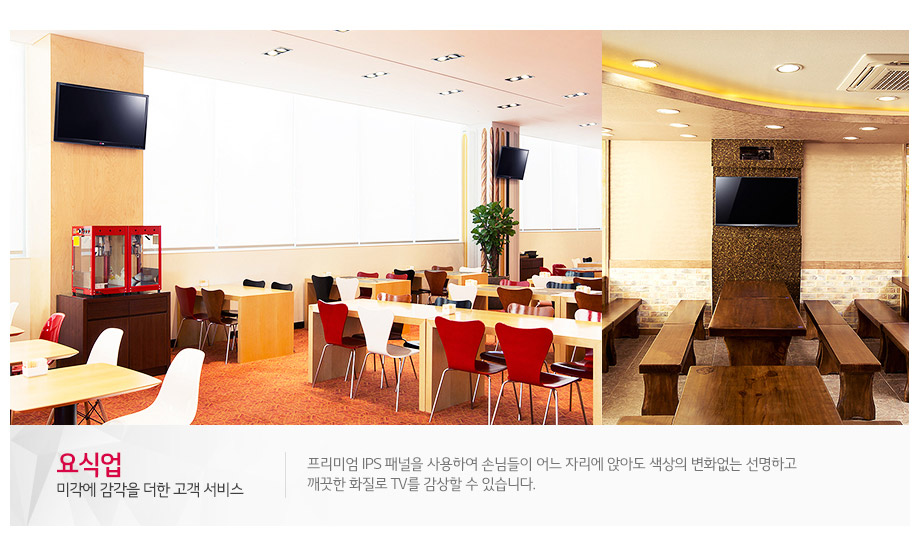 요식업
미각에 감각을 더한 고객 서비스
프리미엄 IPS 패널을 사용하여 손님들이 어느 자리에 앉아도 색상의 변화없는 선명하고
깨끗한 화질로 TV를 감상할 수 있습니다.